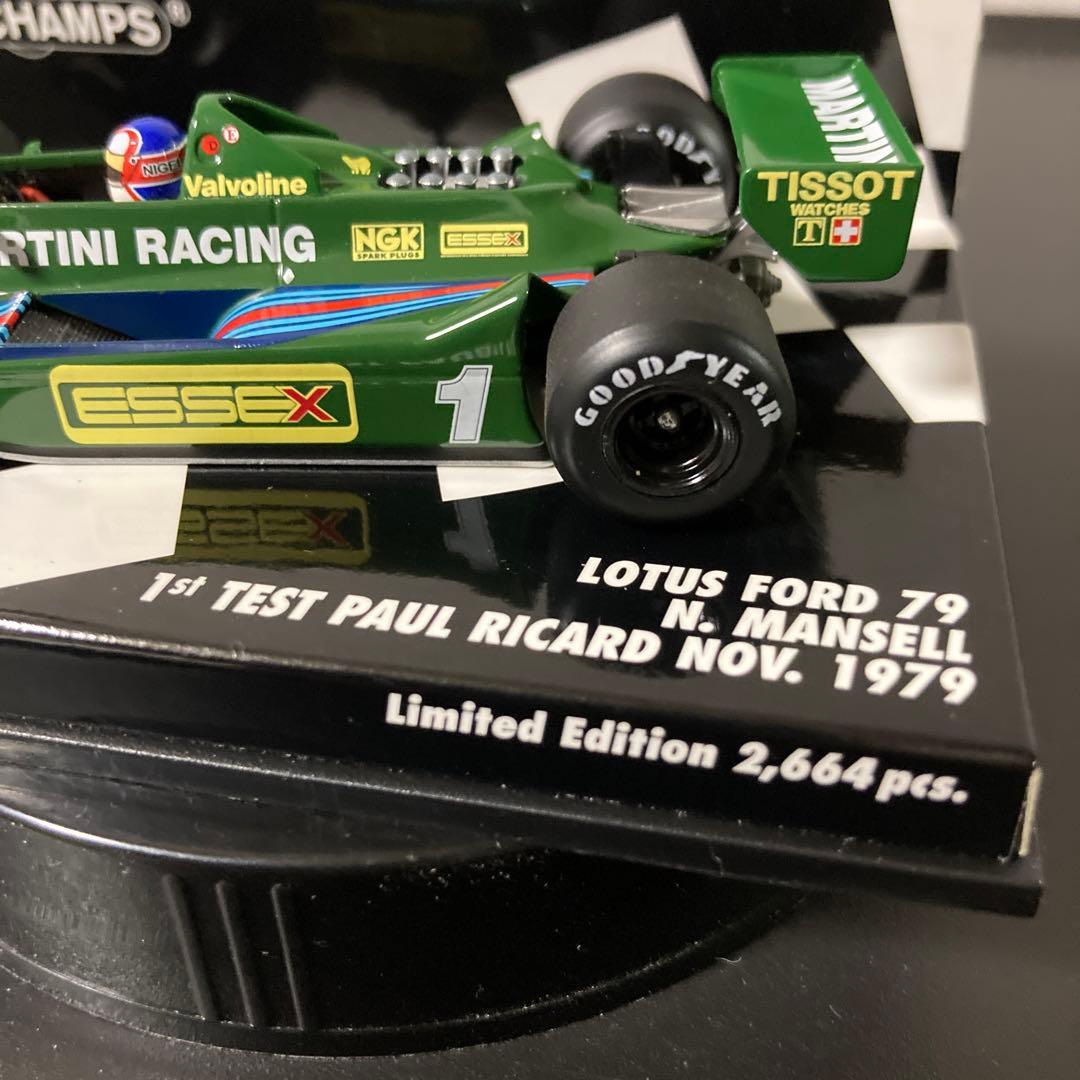 CHAMPS®
NIGEL
D
E
Valvoline
RTINI RACING
NGK
SPARK PLUGS
ESSEX
MARTINI
TISSOT
WATCHES
T
GOODYEAR
ESSEX
1
GOODYEAR
LOTUS FORD 79
N. MANSELL
1st TEST PAUL RICARD NOV. 1979
Limited Edition 2,664 pcs.